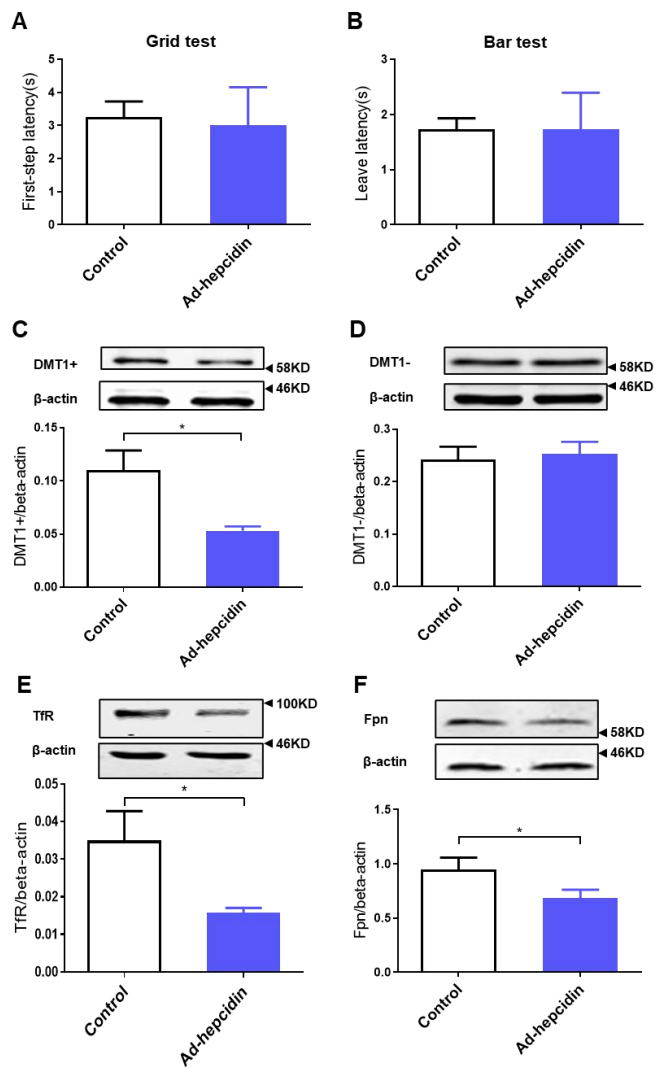 A
Grid test
First-step latency(s)
6
5
4
3
2
1
0
Control
Ad-hepcidin
B
Bar test
Leave latency(s)
3
2
1
0
Control
Ad-hepcidin
C
DMT1+
◄ 58KD
◄ 46KD
β-actin
DMT1+/beta-actin
0.15
0.10
0.05
0.00
*
Control
Ad-hepcidin
D
DMT1-
◄ 58KD
◄ 46KD
β-actin
DMT1-/beta-actin
0.3
0.2
0.1
0.0
Control
Ad-hepcidin
E
◄ 100KD
TfR
◄ 46KD
β-actin
TfR/beta-actin
0.05
0.04
0.03
0.02
0.01
0.00
*
Control
Ad-hepcidin
F
Fpn
◄ 58KD
◄ 46KD
β-actin
Fpn/beta-actin
1.5
1.0
0.5
0.0
*
Control
Ad-hepcidin